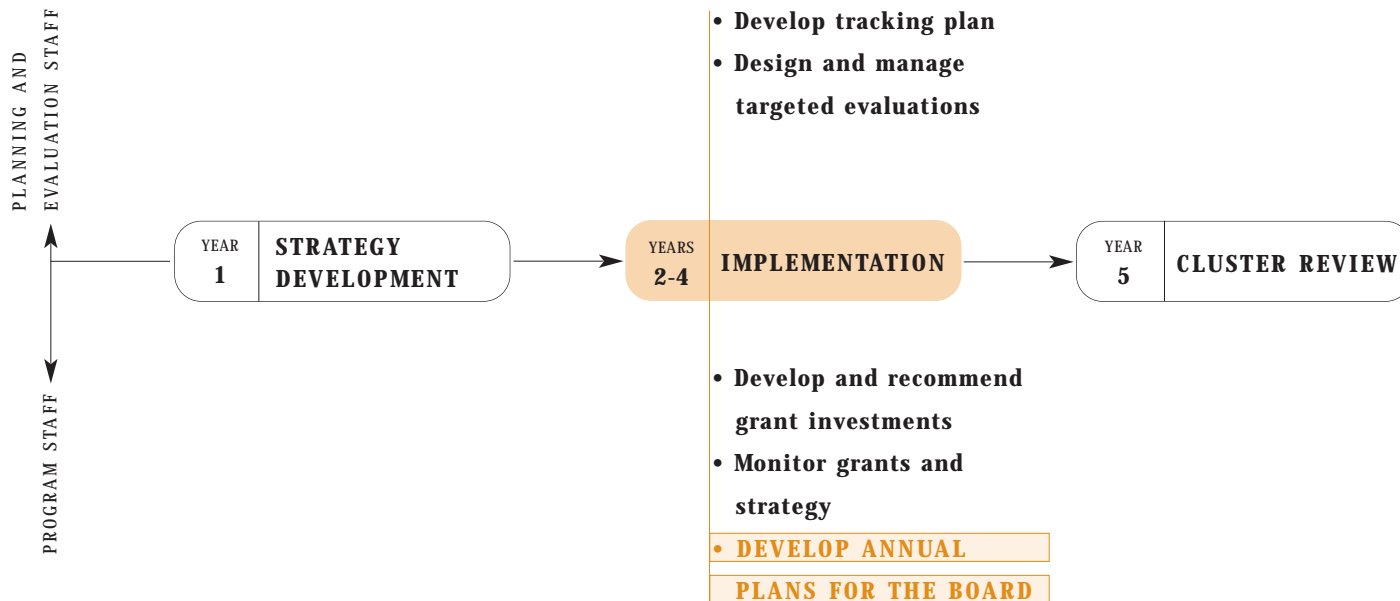 PLANNING AND
EVALUATION STAFF
• Develop tracking plan
• Design and manage
targeted evaluations
YEAR
1
STRATEGY
DEVELOPMENT
YEARS
2-4
IMPLEMENTATION
YEAR
5
CLUSTER REVIEW
PROGRAM STAFF
• Develop and recommend
grant investments
• Monitor grants and
strategy
• DEVELOP ANNUAL
PLANS FOR THE BOARD